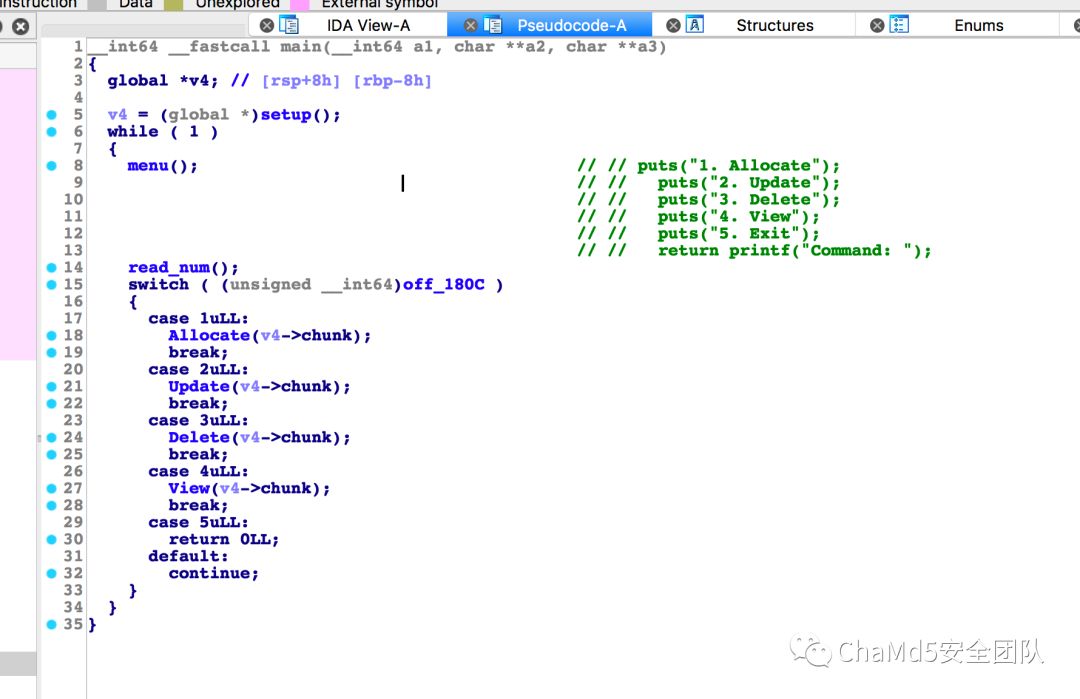 nstruction Data Unexplored External symbol
IDA View-A Pseudocode-A Structures Enums
1 __int64 __fastcall main(__int64 a1, char **a2, char **a3)
2 {
3 global *v4; // [rsp+8h] [rbp-8h]
4
5 v4 = (global *)setup();
6 while ( 1 )
7 {
8 menu(); // // puts("1. Allocate");
9 // // puts("2. Update");
10 // // puts("3. Delete");
11 // // puts("4. View");
12 // // puts("5. Exit");
13 // // return printf("Command: ");
14 read_num();
15 switch ( (unsigned __int64)off_180C )
16 {
17 case 1uLL:
18 Allocate(v4->chunk);
19 break;
20 case 2uLL:
21 Update(v4->chunk);
22 break;
23 case 3uLL:
24 Delete(v4->chunk);
25 break;
26 case 4uLL:
27 View(v4->chunk);
28 break;
29 case 5uLL:
30 return 0LL;
31 default:
32 continue;
33 }
34 }
35 }
ChaMd5安全团队